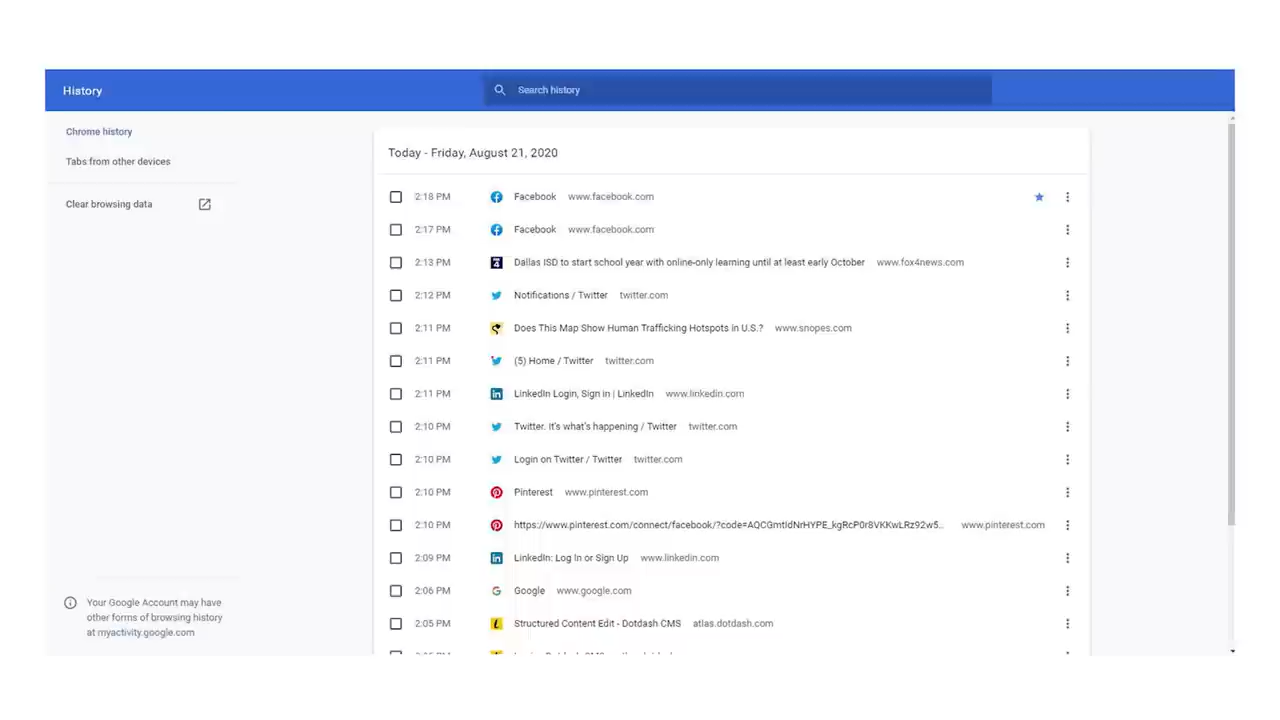 History
Search history
Chrome history
Tabs from other devices
Clear browsing data
Today - Friday, August 21, 2020
2:18 PM Facebook www.facebook.com
2:17 PM Facebook www.facebook.com
2:13 PM Dallas ISD to start school year with online-only learning until at least early October www.fox4news.com
2:12 PM Notifications / Twitter twitter.com
2:11 PM Does This Map Show Human Trafficking Hotspots in U.S.? www.snopes.com
2:11 PM (5) Home / Twitter twitter.com
2:11 PM LinkedIn Login, Sign in | LinkedIn www.linkedin.com
2:10 PM Twitter. It's what's happening / Twitter twitter.com
2:10 PM Login on Twitter / Twitter twitter.com
2:10 PM Pinterest www.pinterest.com
2:10 PM www.pinterest.com
2:09 PM LinkedIn: Log In or Sign Up www.linkedin.com
2:06 PM Google www.google.com
2:05 PM Structured Content Edit - Dotdash CMS atlas.dotdash.com
Your Google Account may have
other forms of browsing history
at myactivity.google.com